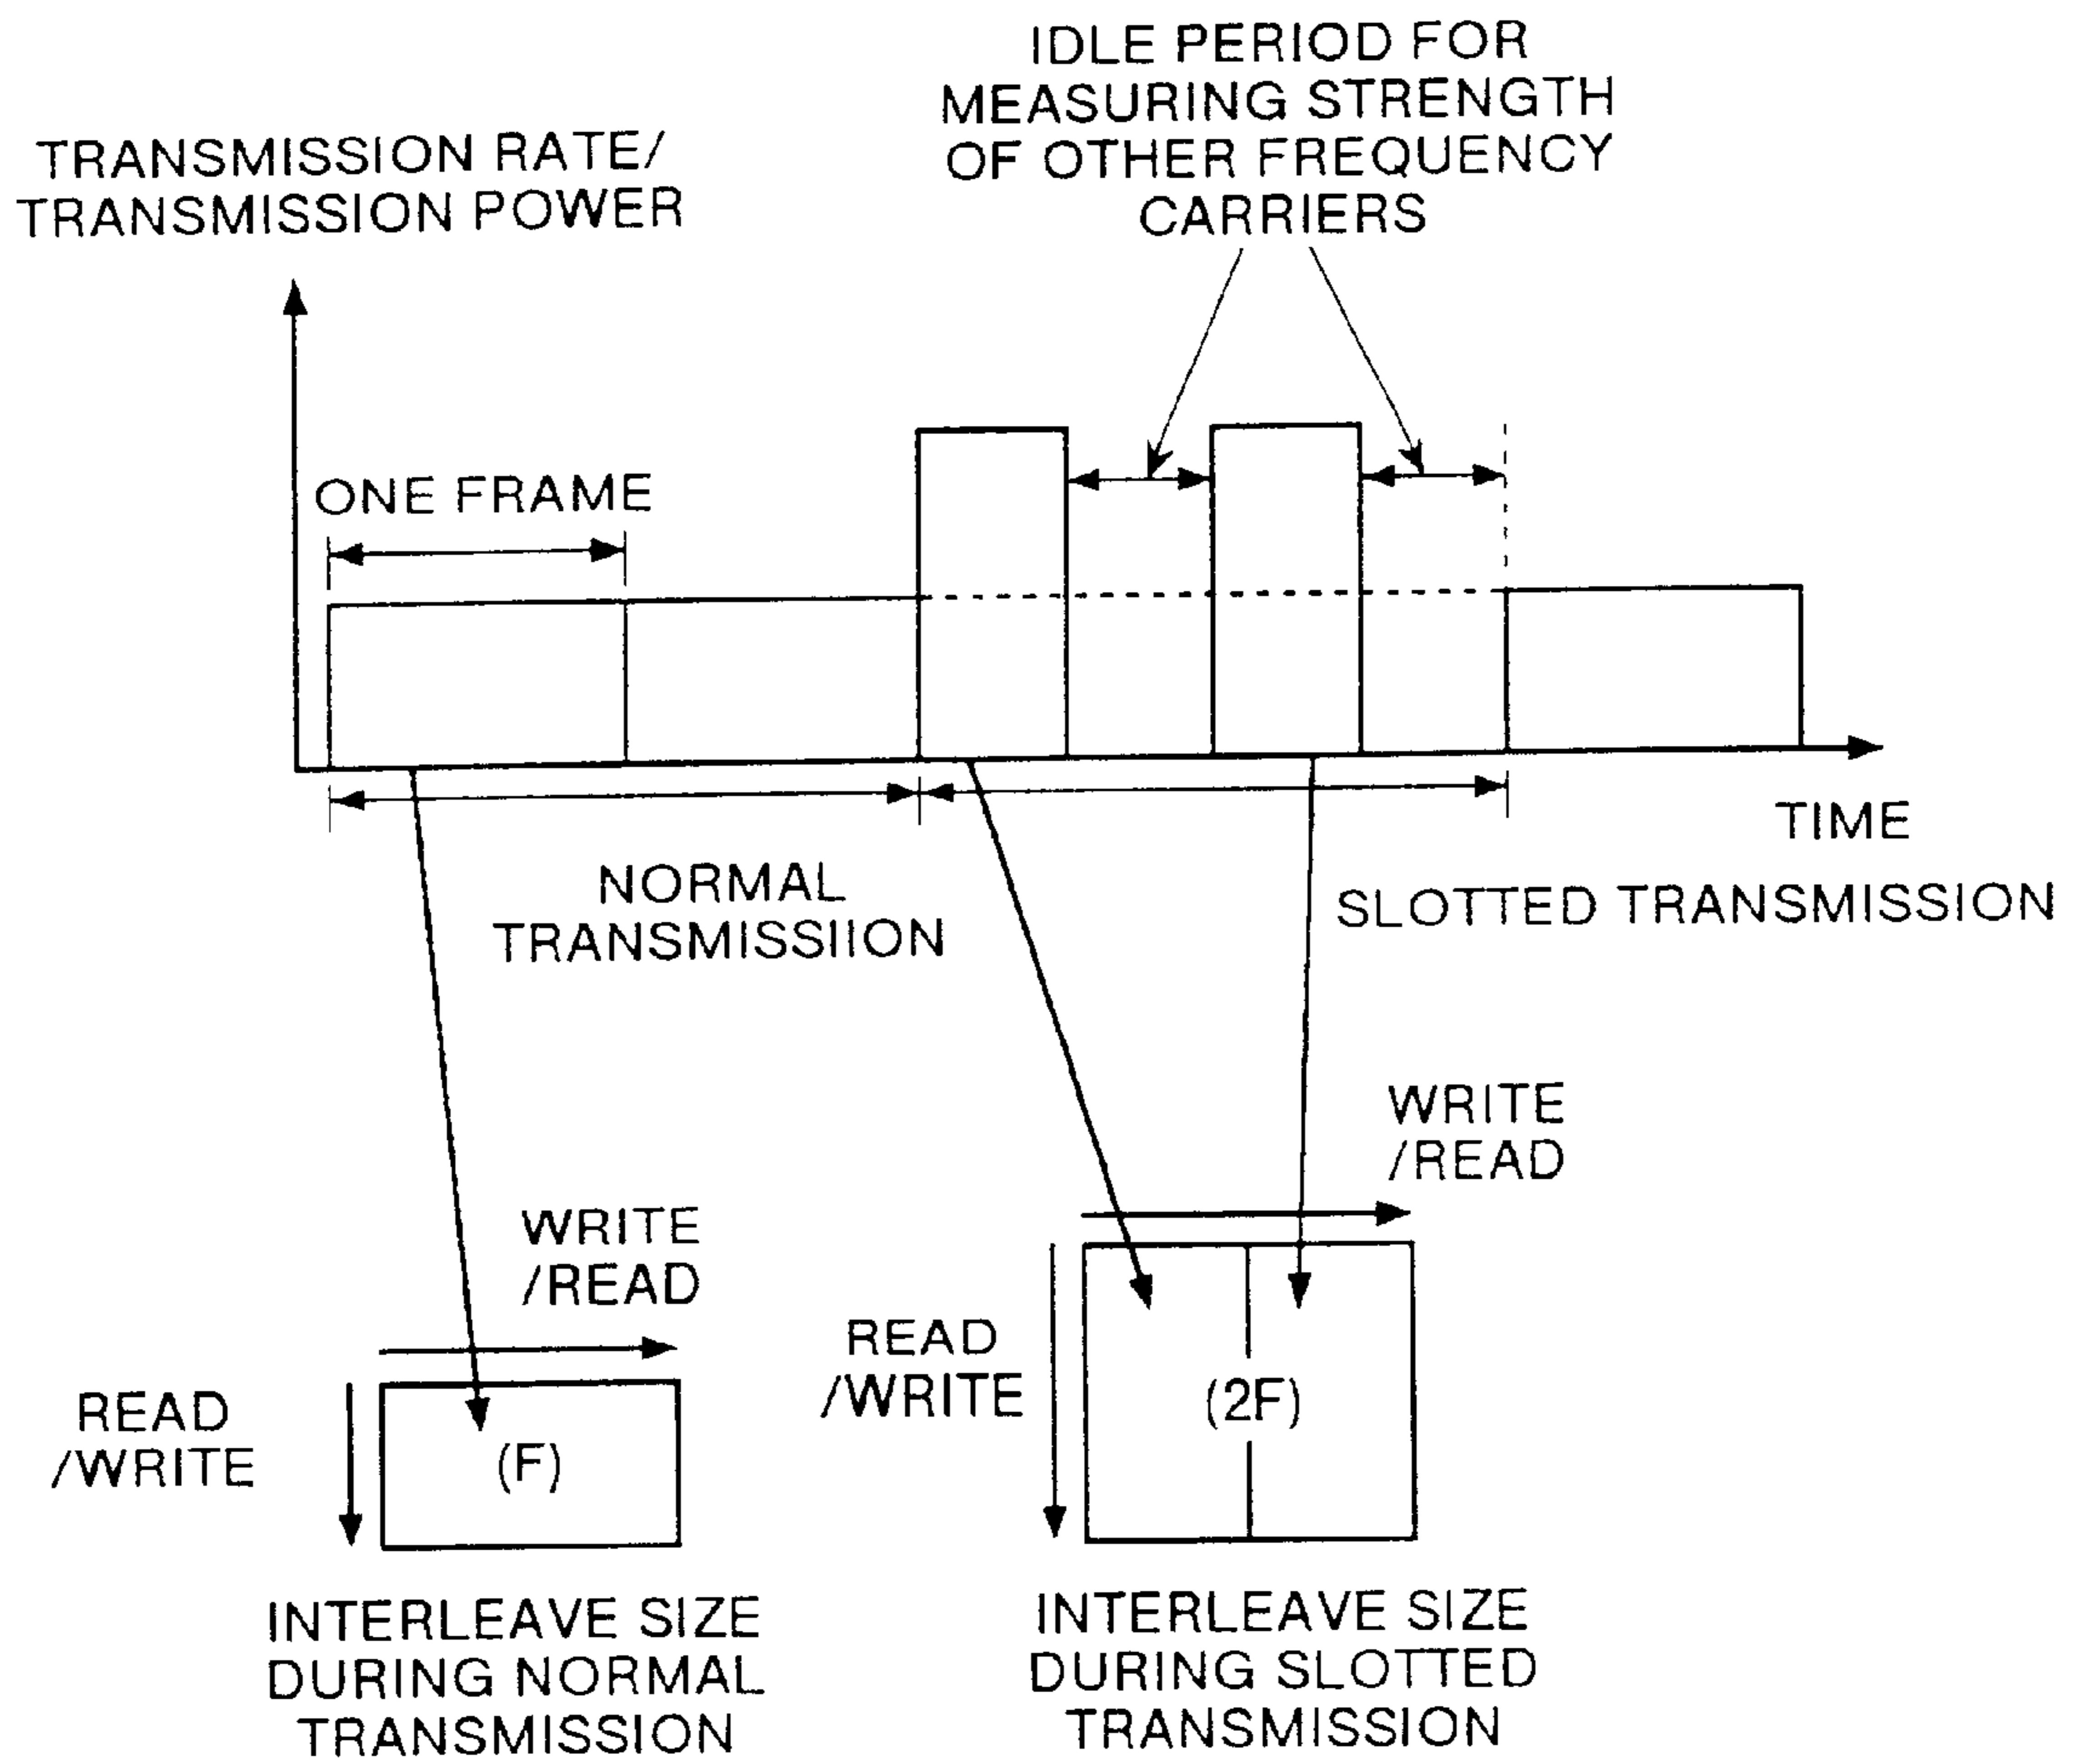 IDLE PERIOD FOR
MEASURING STRENGTH
OF OTHER FREQUENCY
CARRIERS
TRANSMISSION RATE/
TRANSMISSION POWER
ONE FRAME
TIME
NORMAL
TRANSMISSIION
SLOTTED TRANSMISSION
WRITE
/READ
READ
/WRITE
(F)
INTERLEAVE SIZE
DURING NORMAL
TRANSMISSION
WRITE
/READ
READ
/WRITE
(2F)
INTERLEAVE SIZE
DURING SLOTTED
TRANSMISSION